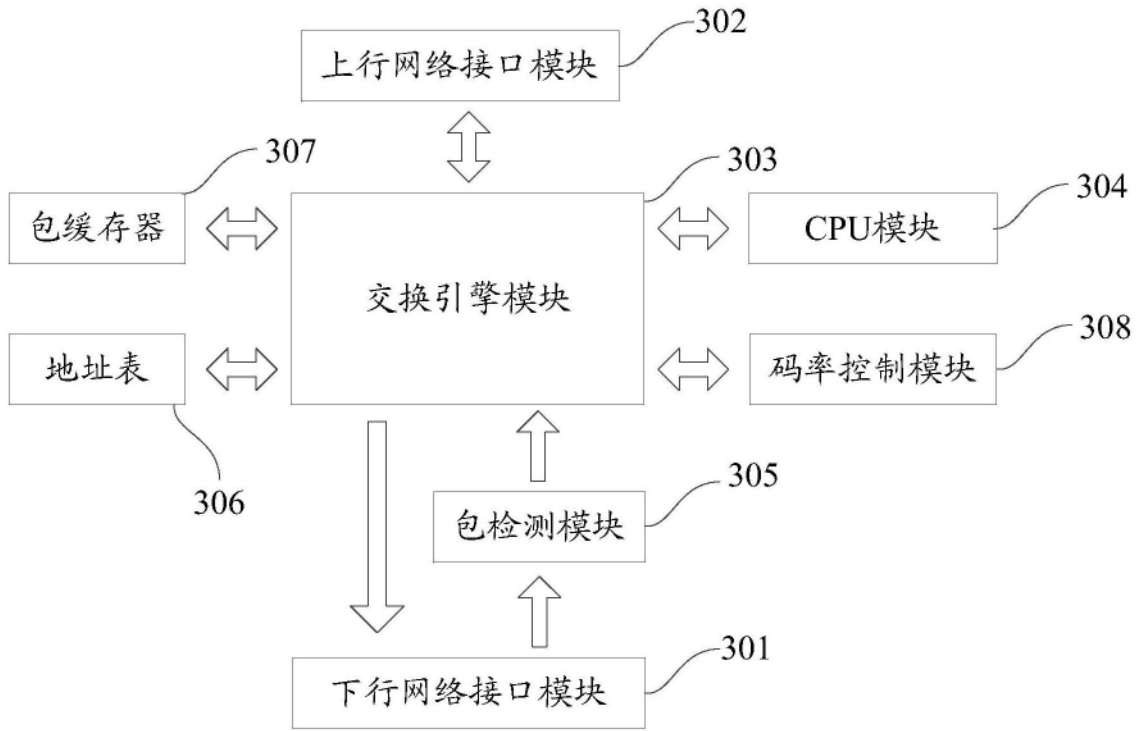 302
上行网络接口模块
307
303
304
包缓存器
CPU模块
交换引擎模块
308
地址表
码率控制模块
306
305
包检测模块
301
下行网络接口模块